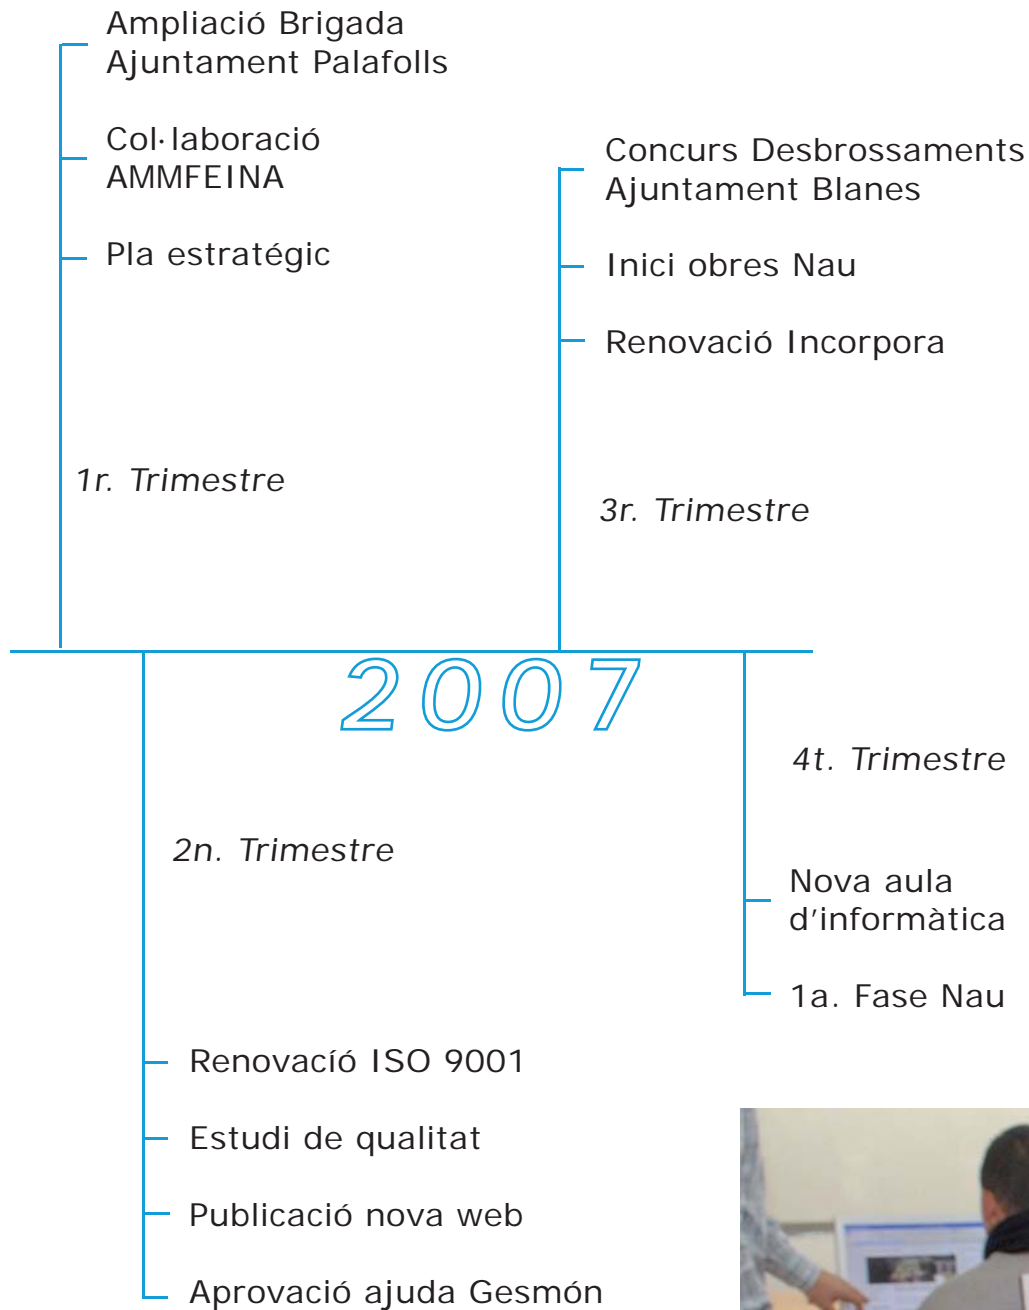 Ampliació Brigada
Ajuntament Palafolls
Col·laboració
AMMFEINA
Pla estratégic
1r. Trimestre
Concurs Desbrossaments
Ajuntament Blanes
Inici obres Nau
Renovació Incorpora
3r. Trimestre
2007
2n. Trimestre
Renovacíó ISO 9001
Estudi de qualitat
Publicació nova web
Aprovació ajuda Gesmón
4t. Trimestre
Nova aula
d'informàtica
1a. Fase Nau